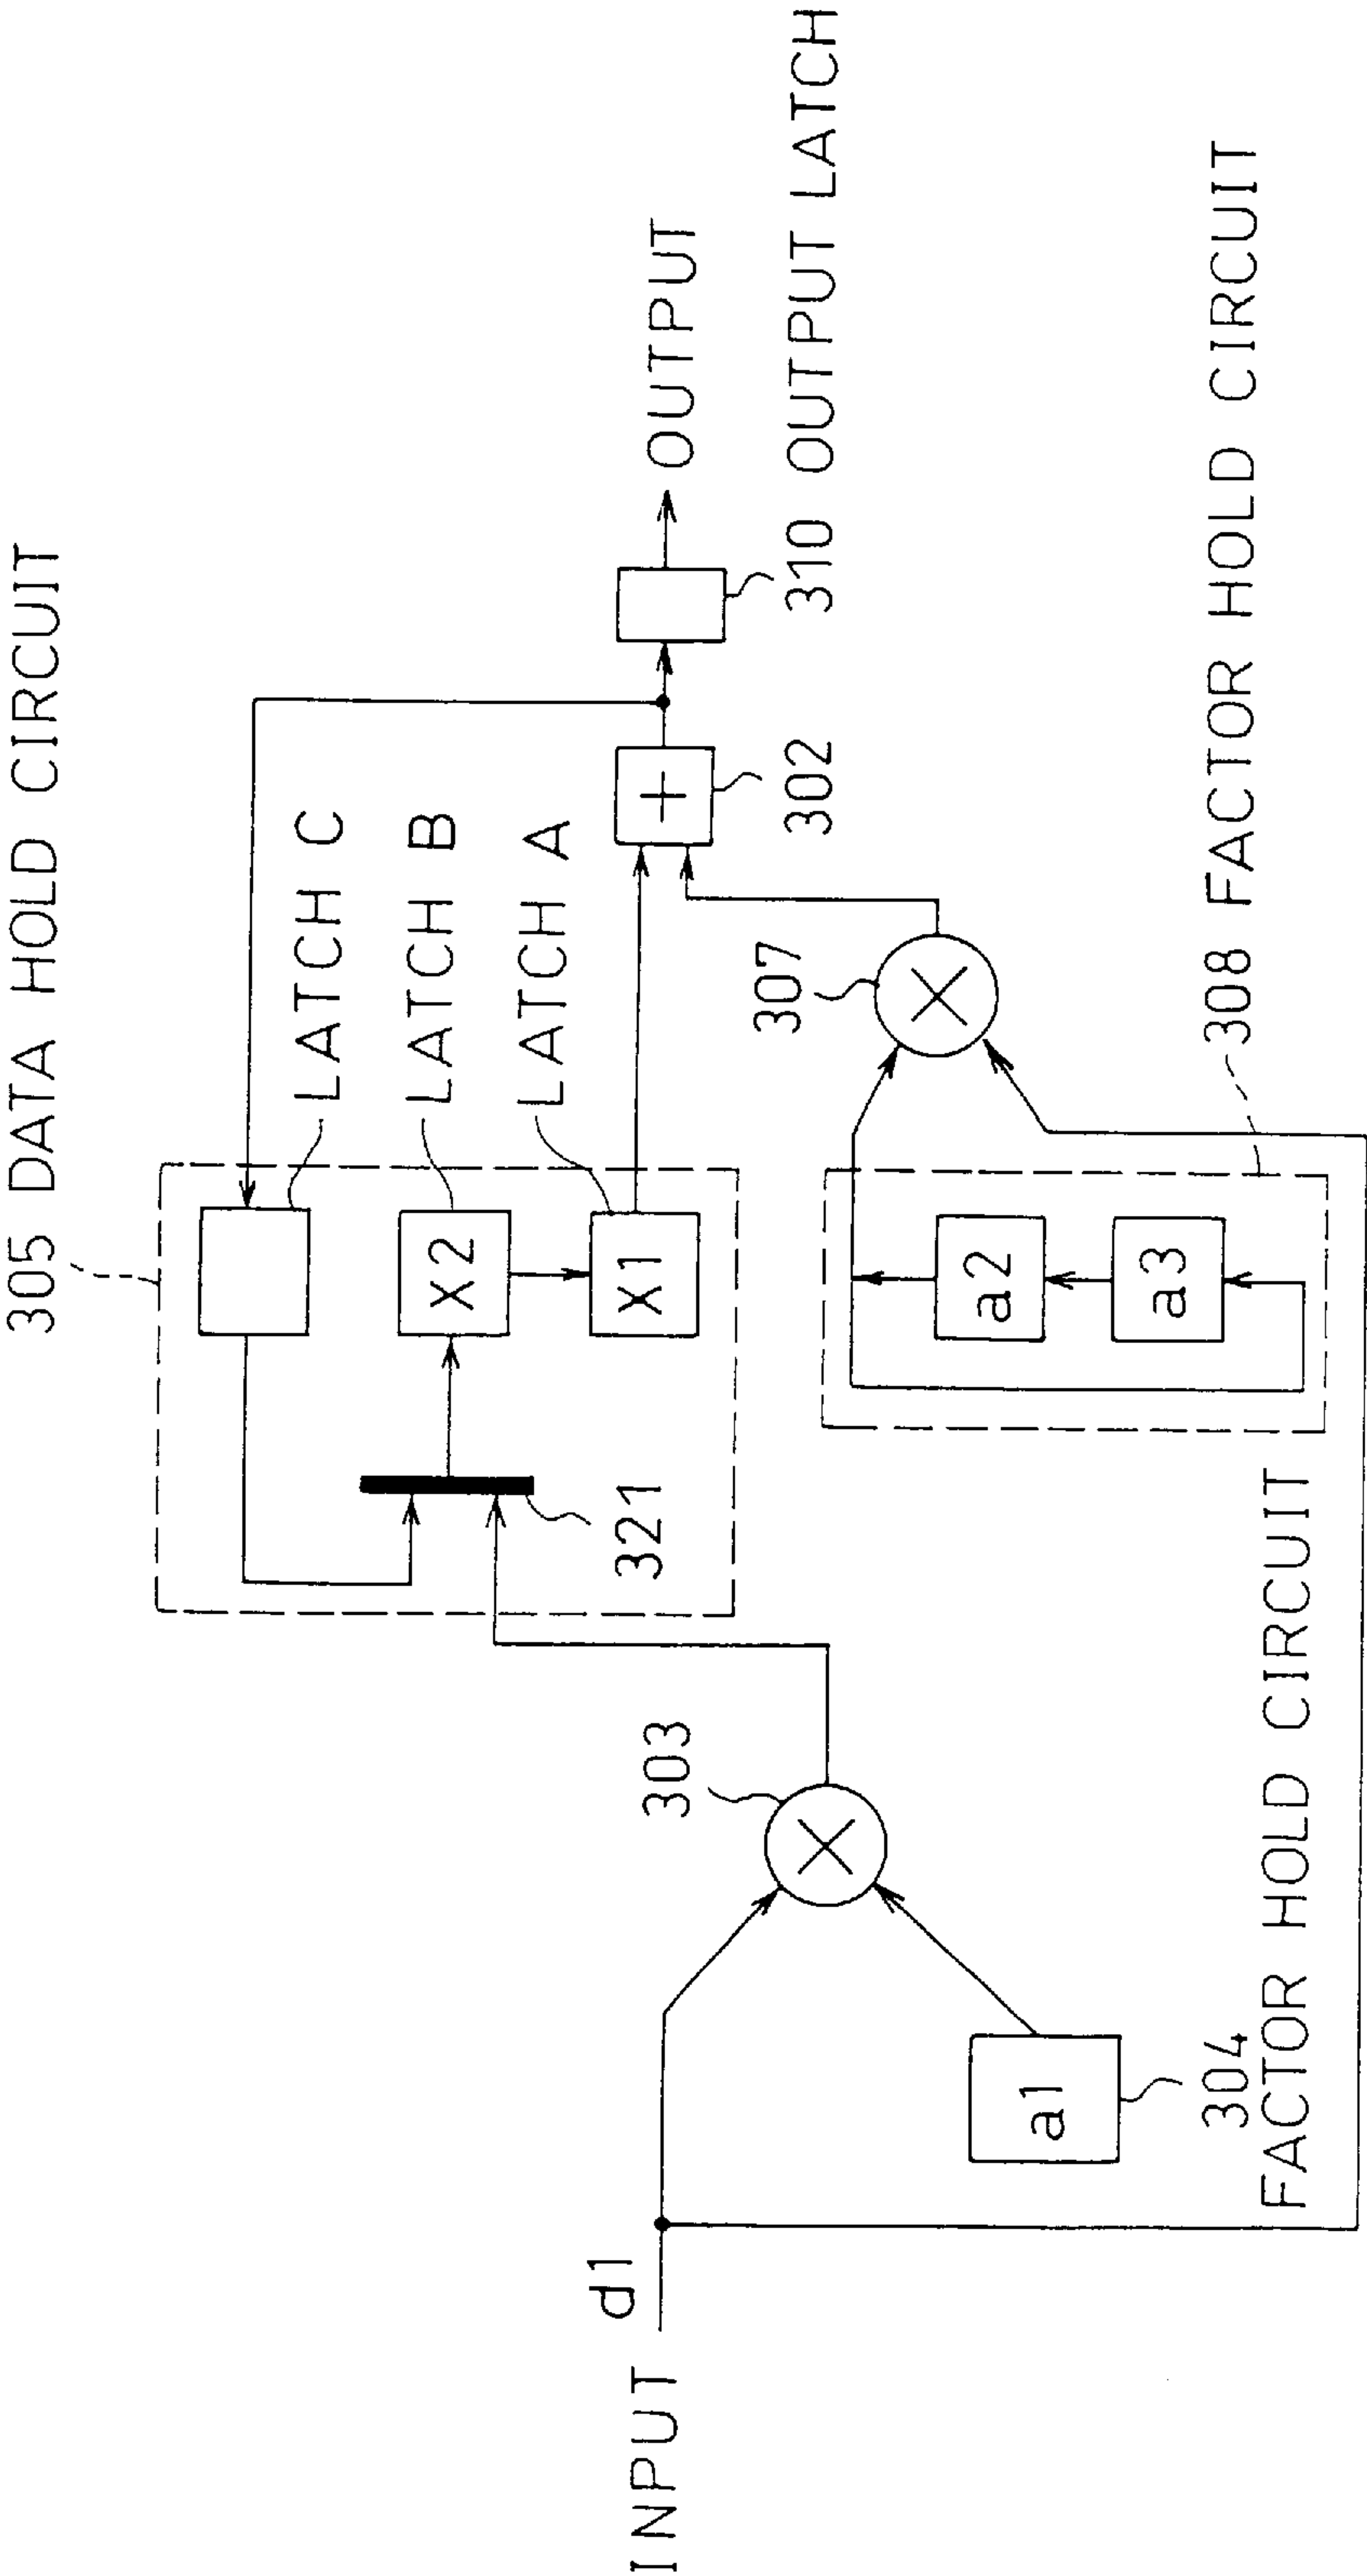 305 DATA HOLD CIRCUIT
LATCH C
LATCH B
LATCH A
X2
X1
321
OUTPUT
310 OUTPUT LATCH
+
302
307
×
308 FACTOR HOLD CIRCUIT
a2
a3
303
×
INPUT d1
a1
304
FACTOR HOLD CIRCUIT